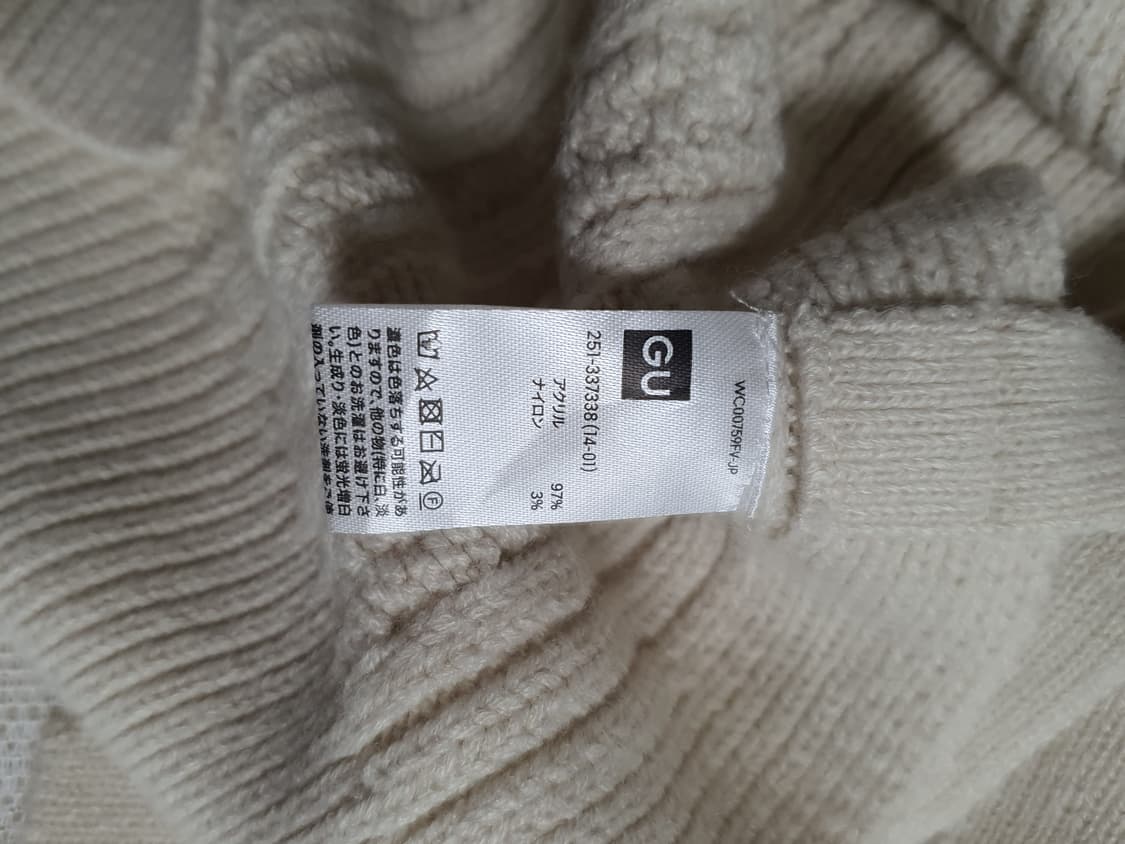 WC00759FV-JP
GU
251-337338 (14-01)
アクリル 97%
ナイロン 3%
濃色は色落ちする可能性があ
りますので、他の物(特に白、淡
色)とのお洗濯はお避け下さ
い。生成り・淡色には蛍光増白
剤の入っていない洗剤を